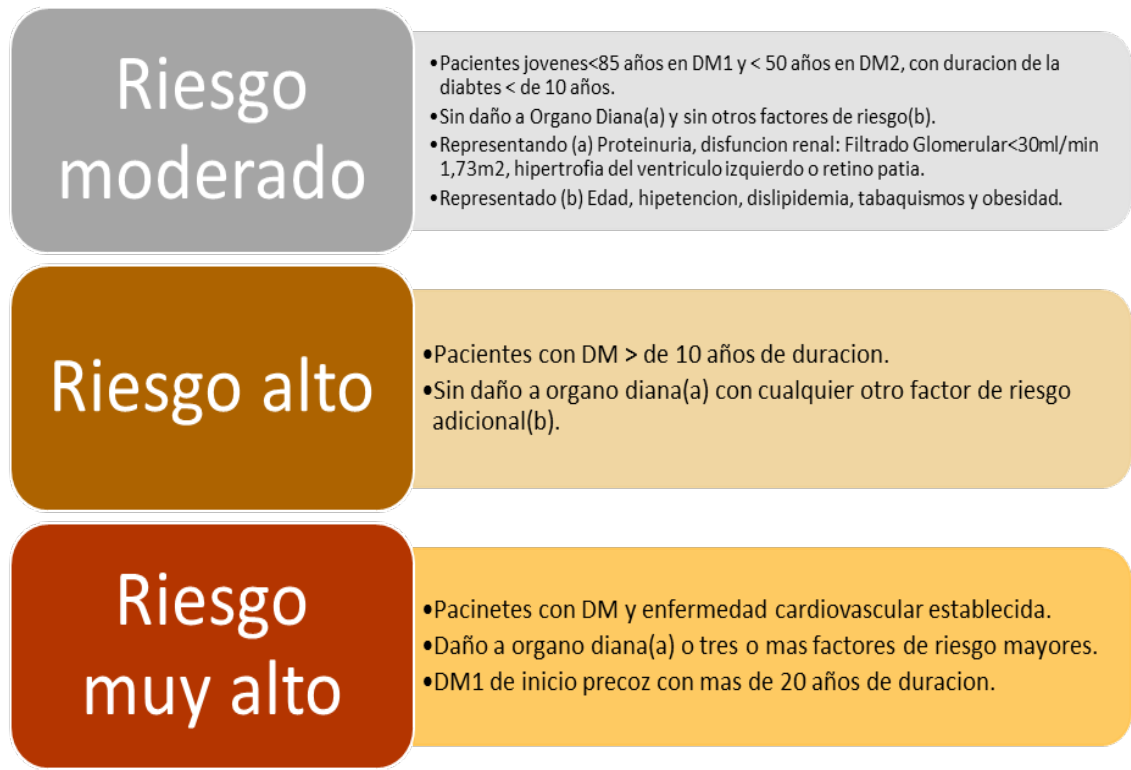 Riesgo
moderado
•Pacientes jovenes<85 años en DM1 y < 50 años en DM2, con duracion de la
diabtes < de 10 años.
•Sin daño a Organo Diana(a) y sin otros factores de riesgo(b).
•Representando (a) Proteinuria, disfuncion renal: Filtrado Glomerular<30ml/min
1,73m2, hipertrofia del ventriculo izquierdo o retino patia.
•Representado (b) Edad, hipetencion, dislipidemia, tabaquismos y obesidad.
Riesgo alto
•Pacientes con DM > de 10 años de duracion.
•Sin daño a organo diana(a) con cualquier otro factor de riesgo
adicional(b).
Riesgo
muy alto
•Pacinetes con DM y enfermedad cardiovascular establecida.
•Daño a organo diana(a) o tres o mas factores de riesgo mayores.
•DM1 de inicio precoz con mas de 20 años de duracion.